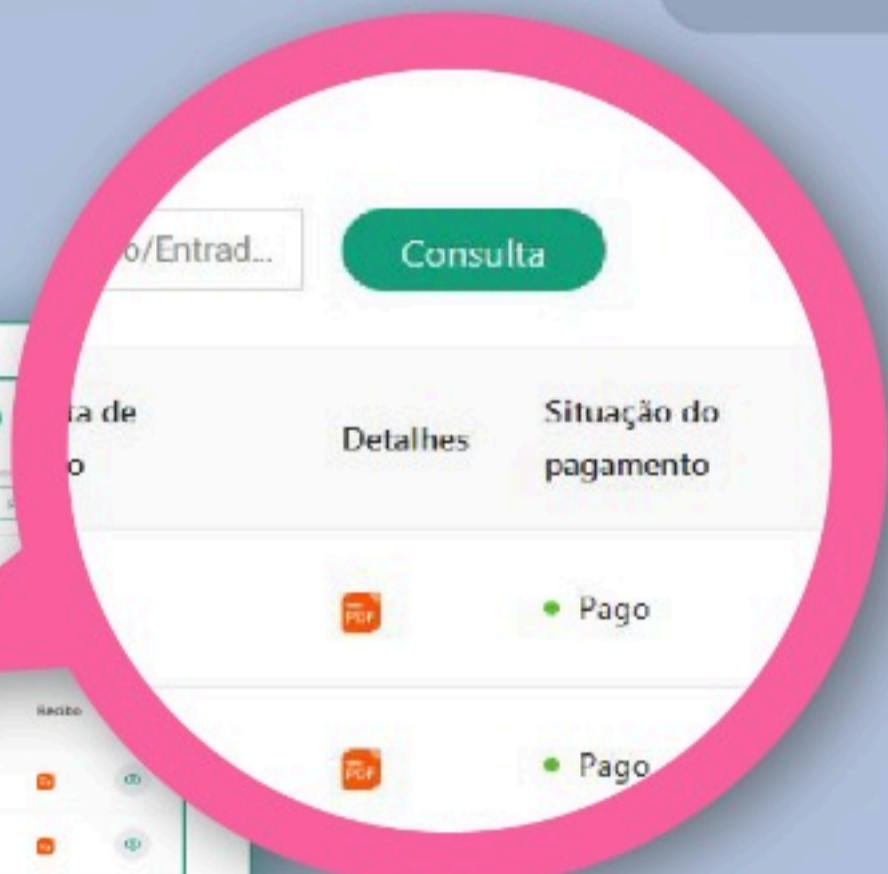 o/Entrad...
Consulta
ta de
o
Detalhes
Situação do
pagamento
PDF
Pago
PDF
Pago
Recibo